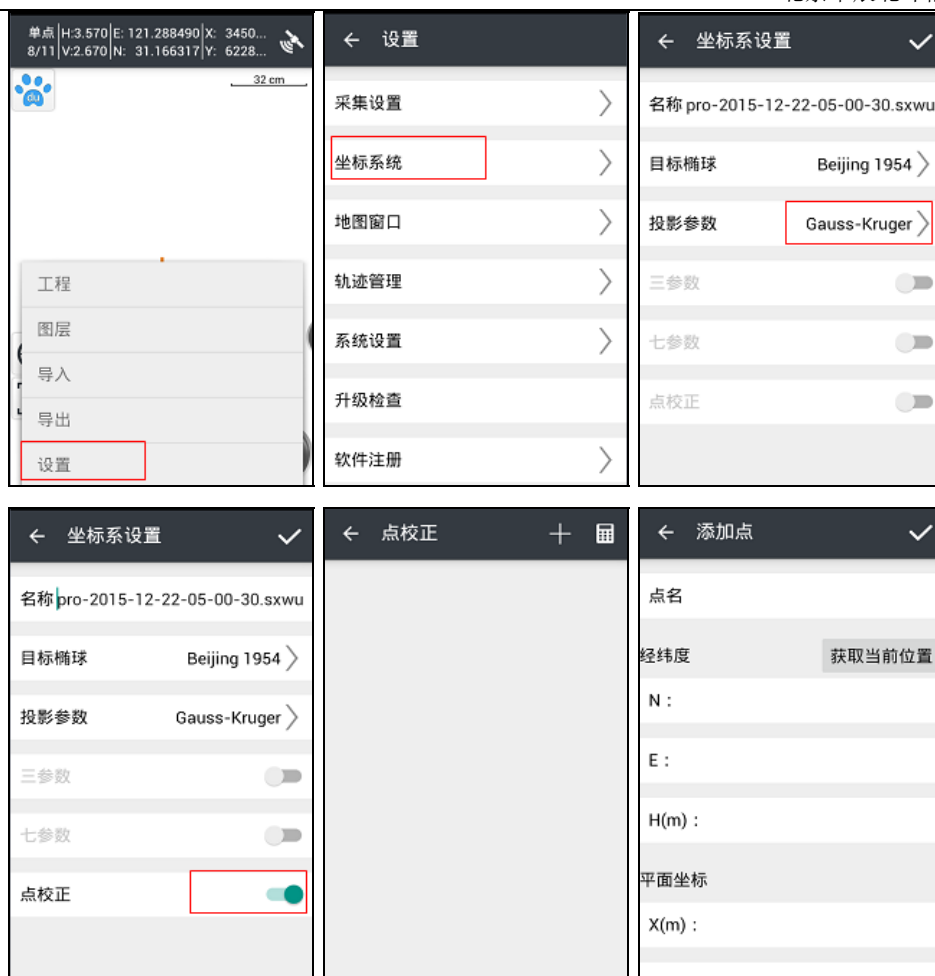 单点 H:3.570 E: 121.288490 X: 3450...
8/11 V:2.670 N: 31.166317 Y: 6228...
32 cm
du
工程
图层
导入
导出
设置
设置
采集设置
坐标系统
地图窗口
轨迹管理
系统设置
升级检查
软件注册
坐标系设置
名称 pro-2015-12-22-05-00-30.sxwu
目标椭球 Beijing 1954
投影参数 Gauss-Kruger
三参数
七参数
点校正
坐标系设置
名称 pro-2015-12-22-05-00-30.sxwu
目标椭球 Beijing 1954
投影参数 Gauss-Kruger
三参数
七参数
点校正
点校正
添加点
点名
经纬度 获取当前位置
N：
E：
H(m)：
平面坐标
X(m)：